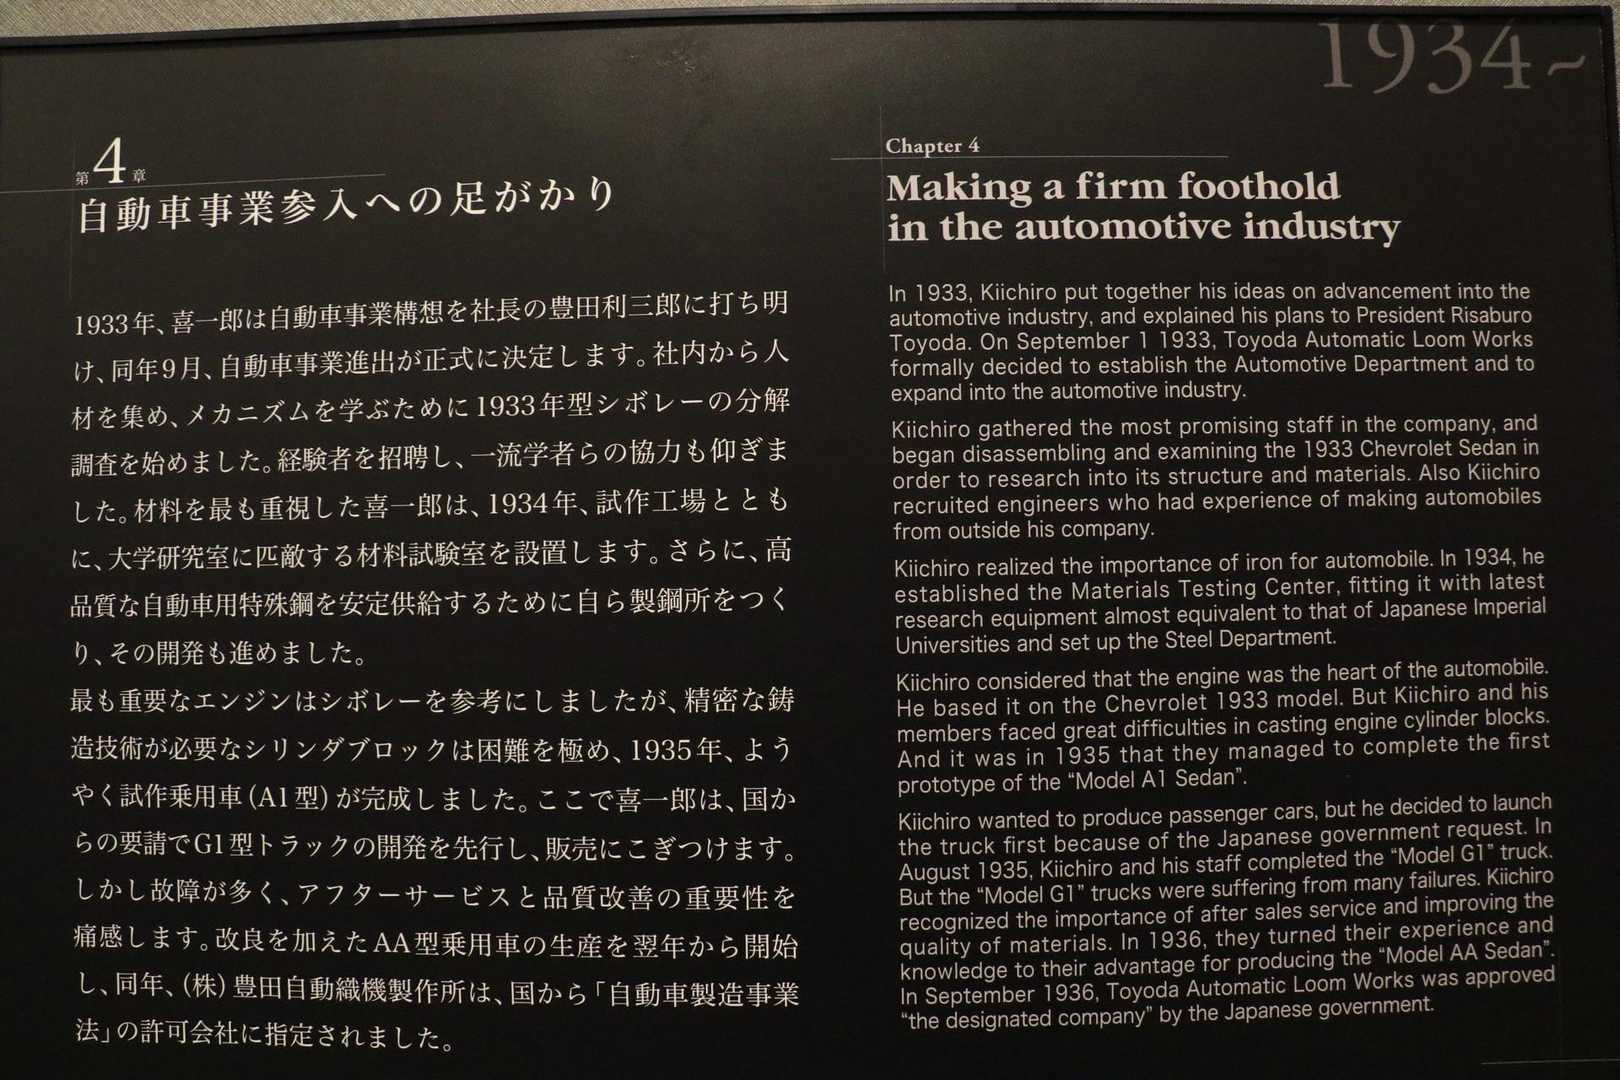 1934~
第4章
自動車事業参入への足がかり
1933年、喜一郎は自動車事業構想を社長の豊田利三郎に打ち明
け、同年9月、自動車事業進出が正式に決定します。社内から人
材を集め、メカニズムを学ぶために1933年型シボレーの分解
調査を始めました。経験者を招聘し、一流学者らの協力も仰ぎま
した。材料を最も重視した喜一郎は、1934年、試作工場ととも
に、大学研究室に匹敵する材料試験室を設置します。さらに、高
品質な自動車用特殊鋼を安定供給するために自ら製鋼所をつく
り、その開発も進めました。
最も重要なエンジンはシボレーを参考にしましたが、精密な鋳
造技術が必要なシリンダブロックは困難を極め、1935年、よう
やく試作乗用車(A1型)が完成しました。ここで喜一郎は、国か
らの要請でG1型トラックの開発を先行し、販売にこぎつけます。
しかし故障が多く、アフターサービスと品質改善の重要性を
痛感します。改良を加えたAA型乗用車の生産を翌年から開始
し、同年、(株)豊田自動織機製作所は、国から「自動車製造事業
法」の許可会社に指定されました。
Chapter 4
Making a firm foothold
in the automotive industry
In 1933, Kiichiro put together his ideas on advancement into the
automotive industry, and explained his plans to President Risaburo
Toyoda. On September 1 1933, Toyoda Automatic Loom Works
formally decided to establish the Automotive Department and to
expand into the automotive industry.
Kiichiro gathered the most promising staff in the company, and
began disassembling and examining the 1933 Chevrolet Sedan in
order to research into its structure and materials. Also Kiichiro
recruited engineers who had experience of making automobiles
from outside his company.
Kiichiro realized the importance of iron for automobile. In 1934, he
established the Materials Testing Center, fitting it with latest
research equipment almost equivalent to that of Japanese Imperial
Universities and set up the Steel Department.
Kiichiro considered that the engine was the heart of the automobile.
He based it on the Chevrolet 1933 model. But Kiichiro and his
members faced great difficulties in casting engine cylinder blocks.
And it was in 1935 that they managed to complete the first
prototype of the “Model A1 Sedan”.
Kiichiro wanted to produce passenger cars, but he decided to launch
the truck first because of the Japanese government request. In
August 1935, Kiichiro and his staff completed the “Model G1” truck.
But the “Model G1” trucks were suffering from many failures. Kiichiro
recognized the importance of after sales service and improving the
quality of materials. In 1936, they turned their experience and
knowledge to their advantage for producing the “Model AA Sedan”.
In September 1936, Toyoda Automatic Loom Works was approved
“the designated company” by the Japanese government.